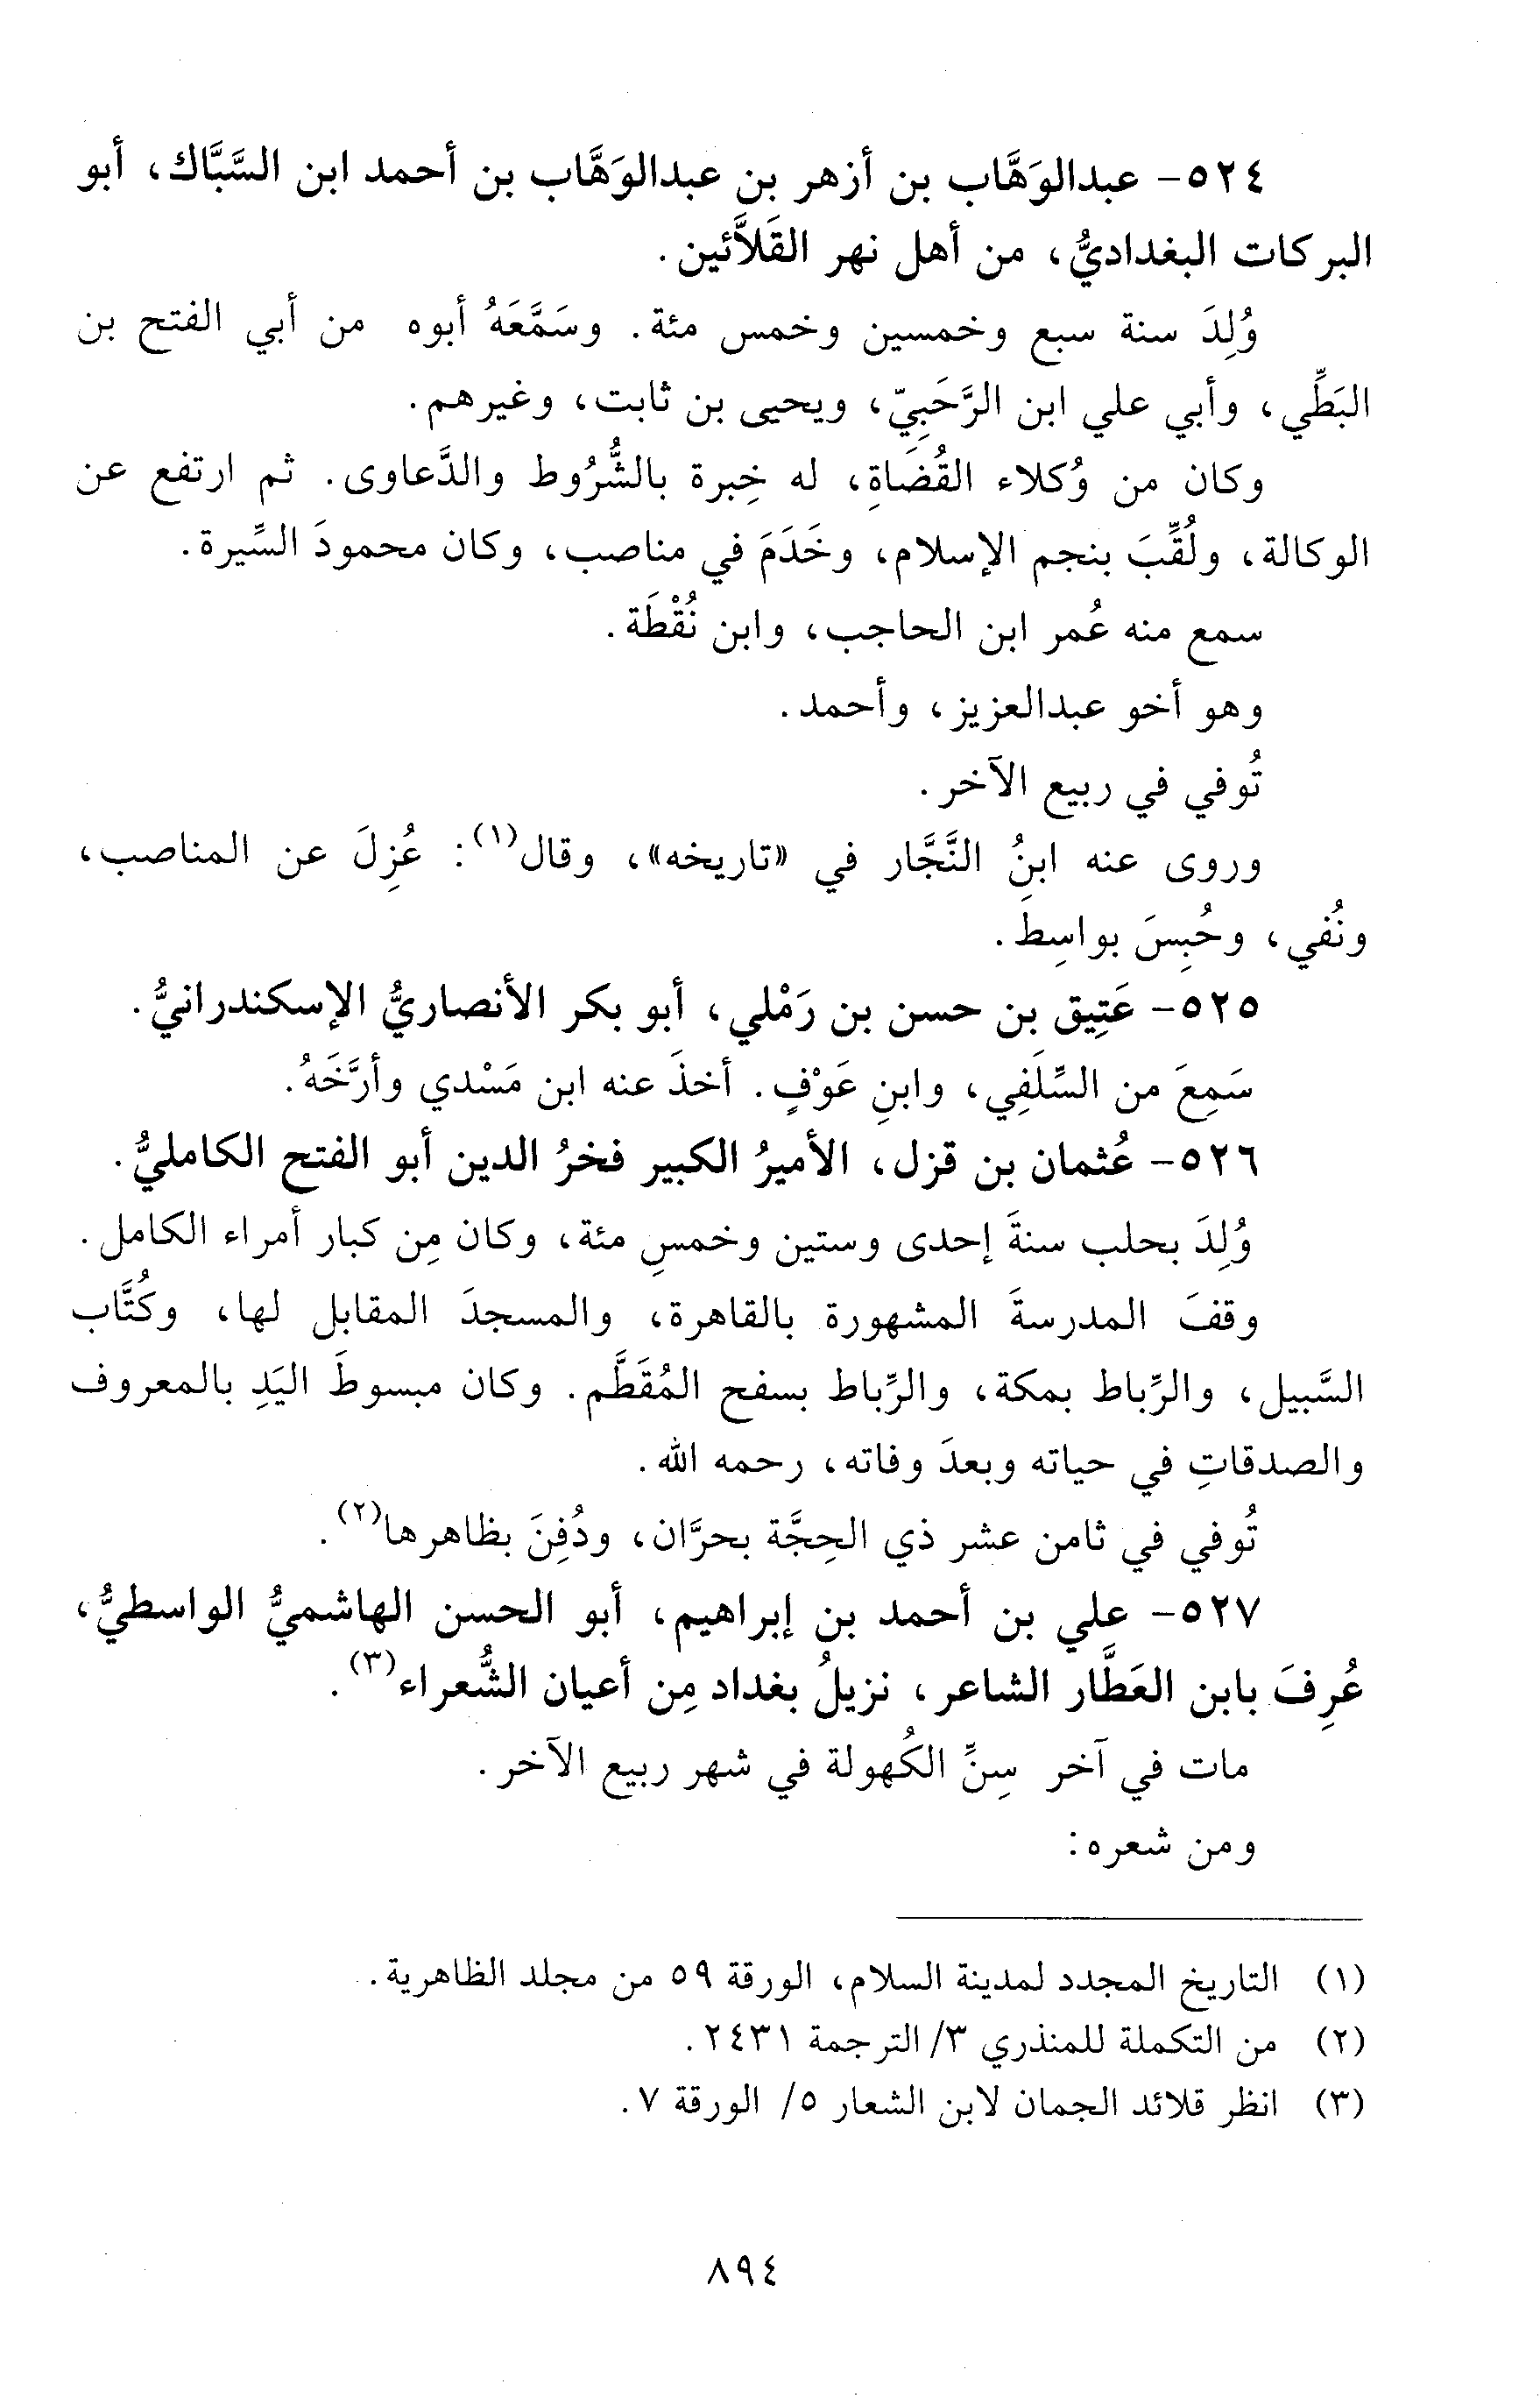 ٥٢٤- عبدالوَهَّاب بن أزهر بن عبدالوَهَّاب بن أحمد ابن السَّبَّاك، أبو
البركات البغداديُّ، من أهل نهر القَلاَّئين.
وُلِدَ سنة سبع وخمسين وخمس مئة. وسَمَّعَهُ أبوه من أبي الفتح بن
البَطِّي، وأبي علي ابن الرَّحَبِيّ، ويحيى بن ثابت، وغيرهم.
وكان من وُكلاء القُضَاةِ، له خِبرة بالشُّرُوط والدَّعاوى. ثم ارتفع عن
الوكالة، ولُقِّبَ بنجم الإسلام، وخَدَمَ في مناصب، وكان محمودَ السِّيرة.
سمع منه عُمر ابن الحاجب، وابن نُقْطَة.
وهو أخو عبدالعزيز، وأحمد.
تُوفي في ربيع الآخر.
وروى عنه ابنُ النَّجَّار في «تاريخه»، وقال(١): عُزِلَ عن المناصب،
ونُفي، وحُبِسَ بواسِطَ.
٥٢٥- عَتِيق بن حسن بن رَمْلي، أبو بكر الأنصاريُّ الإسكندرانيُّ.
سَمِعَ من السِّلَفِي، وابنِ عَوْفٍ. أخذَ عنه ابن مَسْدي وأرَّخَهُ.
٥٢٦- عُثمان بن قزل، الأميرُ الكبير فخرُ الدين أبو الفتح الكامليُّ.
وُلِدَ بحلب سنةَ إحدى وستين وخمسِ مئة، وكان مِن كبار أمراء الكامل.
وقفَ المدرسةَ المشهورة بالقاهرة، والمسجدَ المقابل لها، وكُتَّاب
السَّبيل، والرِّباط بمكة، والرِّباط بسفح المُقَطَّم. وكان مبسوطَ اليَدِ بالمعروف
والصدقاتِ في حياته وبعدَ وفاته، رحمه الله.
تُوفي في ثامن عشر ذي الحِجَّة بحرَّان، ودُفِنَ بظاهرها(٢).
٥٢٧- علي بن أحمد بن إبراهيم، أبو الحسن الهاشميُّ الواسطيُّ،
عُرِفَ بابن العَطَّار الشاعر، نزيلُ بغداد مِن أعيان الشُّعراء(٣).
مات في آخر سِنِّ الكُهولة في شهر ربيع الآخر.
ومن شعره:
(١) التاريخ المجدد لمدينة السلام، الورقة ٥٩ من مجلد الظاهرية.
(٢) من التكملة للمنذري ٣/ الترجمة ٢٤٣١.
(٣) انظر قلائد الجمان لابن الشعار ٥/ الورقة ٧.
٨٩٤